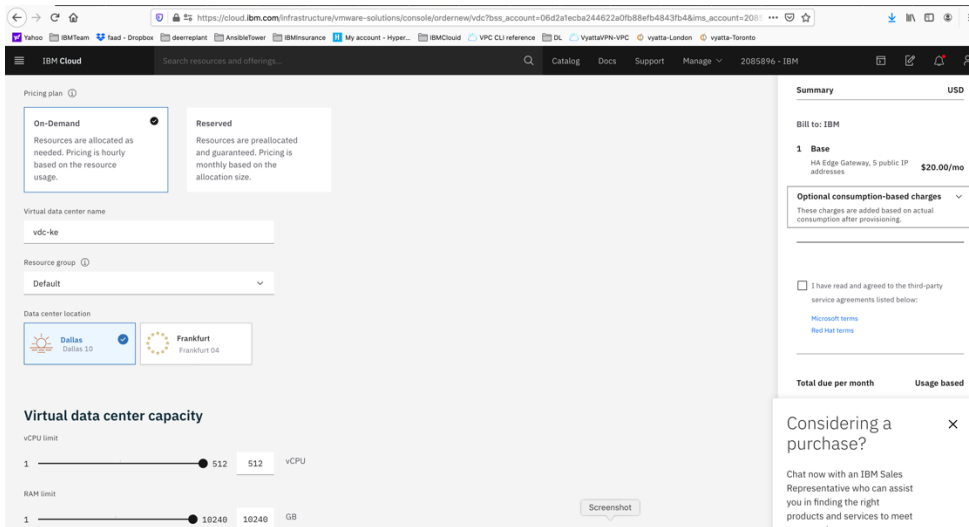 https://cloud.ibm.com/infrastructure/vmware-solutions/console/ordernew/vdc?bss_account=06d2a1ecba244622a0fb88efb4843fb4&ims_account=2085
Yahoo IBMTeam faad - Dropbox deerreplant AnsibleTower IBMInsurance My account - Hyper... IBMClouid VPC CLI reference DL VyattaVPN-VPC vyatta-London vyatta-Toronto
IBM Cloud Search resources and offerings... Catalog Docs Support Manage 2085896 - IBM
Pricing plan
On-Demand
Resources are allocated as
needed. Pricing is hourly
based on the resource
usage.
Reserved
Resources are preallocated
and guaranteed. Pricing is
monthly based on the
allocation size.
Virtual data center name
vdc-ke
Resource group
Default
Data center location
Dallas
Dallas 10
Frankfurt
Frankfurt 04
Virtual data center capacity
vCPU limit
1 512 512 vCPU
RAM limit
1 10240 10240 GB
Screenshot
Summary USD
Bill to: IBM
1 Base
HA Edge Gateway, 5 public IP
addresses
$20.00/mo
Optional consumption-based charges
These charges are added based on actual
consumption after provisioning.
I have read and agreed to the third-party
service agreements listed below:
Microsoft terms
Red Hat terms
Total due per month Usage based
Considering a
purchase?
Chat now with an IBM Sales
Representative who can assist
you in finding the right
products and services to meet